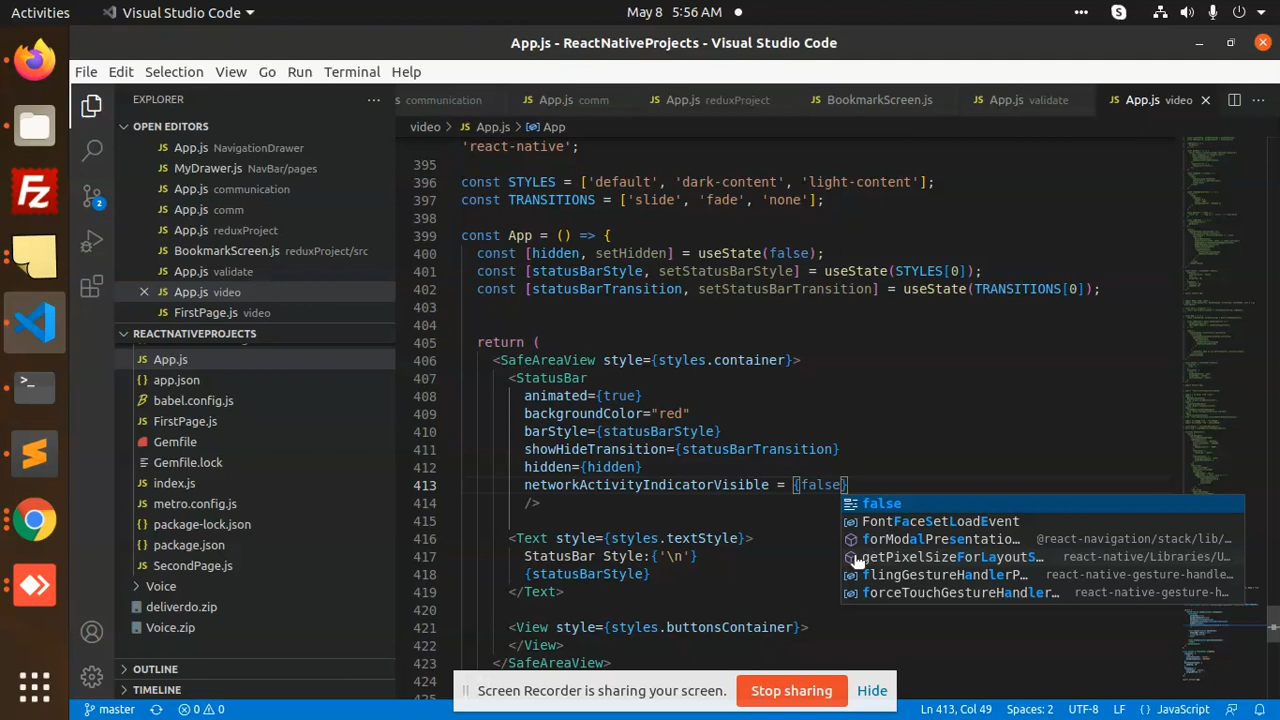 Activities
Visual Studio Code
May 8 5:56 AM
App.js - ReactNativeProjects - Visual Studio Code
File Edit Selection View Go Run Terminal Help
EXPLORER
communication
App.js comm
App.js reduxProject
BookmarkScreen.js
App.js validate
App.js video
OPEN EDITORS
App.js NavigationDrawer
MyDrawer.js NavBar/pages
App.js communication
App.js comm
App.js reduxProject
BookmarkScreen.js reduxProject/src
App.js validate
App.js video
FirstPage.js video
REACTNATIVEPROJECTS
App.js
app.json
babel.config.js
FirstPage.js
Gemfile
Gemfile.lock
index.js
metro.config.js
package-lock.json
package.json
SecondPage.js
Voice
deliverdo.zip
Voice.zip
OUTLINE
TIMELINE
video > App.js > App
'react-native';
395
396 const STYLES = ['default', 'dark-content', 'light-content'];
397 const TRANSITIONS = ['slide', 'fade', 'none'];
398
399 const App = () => {
400 const [hidden, setHidden] = useState(false);
401 const [statusBarStyle, setStatusBarStyle] = useState(STYLES[0]);
402 const [statusBarTransition, setStatusBarTransition] = useState(TRANSITIONS[0]);
403
404
405 return (
406 <SafeAreaView style={styles.container}>
407 <StatusBar
408 animated={true}
409 backgroundColor="red"
410 barStyle={statusBarStyle}
411 showHideTransition={statusBarTransition}
412 hidden={hidden}
413 networkActivityIndicatorVisible = {false}
414 />
415
416 <Text style={styles.textStyle}>
417 StatusBar Style:{'\n'}
418 {statusBarStyle}
419 </Text>
420
421 <View style={styles.buttonsContainer}>
422 </View>
423 </SafeAreaView>
424
425
false
FontFaceSetLoadEvent
forModalPresentatio... @react-navigation/stack/lib/...
getPixelSizeForLayoutS... react-native/Libraries/U...
flingGestureHandlerP... react-native-gesture-handle...
forceTouchGestureHandler... react-native-gesture-h...
Screen Recorder is sharing your screen.
Stop sharing
Hide
master
0 0
Ln 413, Col 49
Spaces: 2
UTF-8
LF
{} JavaScript
2